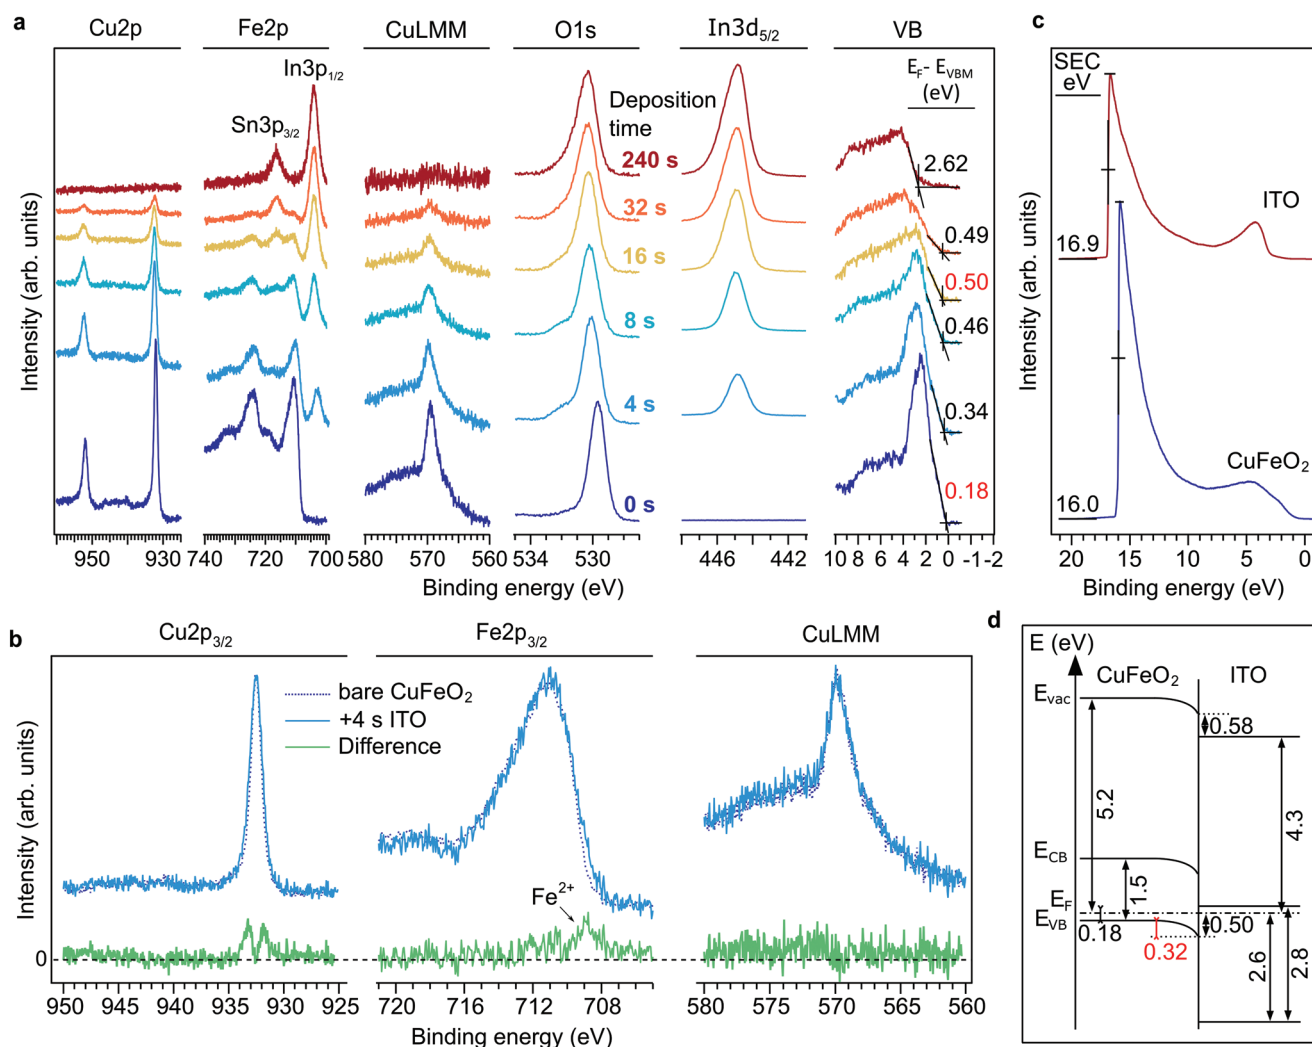 a
Cu2p
Fe2p
CuLMM
O1s
In3d5/2
VB
In3p1/2
Sn3p3/2
Deposition
time
EF- EVBM
(eV)
240 s
32 s
16 s
8 s
4 s
0 s
2.62
0.49
0.50
0.46
0.34
0.18
Intensity (arb. units)
950 930
740 720 700
580 570 560
534 530
446 442
10 8 6 4 2 0 -1 -2
Binding energy (eV)
c
SEC
eV
ITO
16.9
CuFeO2
16.0
Intensity (arb. units)
20 15 10 5 0
Binding energy (eV)
b
Cu2p3/2
Fe2p3/2
CuLMM
bare CuFeO2
+4 s ITO
Difference
Fe2+
0
Intensity (arb. units)
950 945 940 935 930 925
720 716 712 708
580 575 570 565 560
Binding energy (eV)
d
E (eV)
CuFeO2
ITO
Evac
0.58
5.2
4.3
ECB
1.5
EF
EVB
0.18
0.32
0.50
2.6
2.8